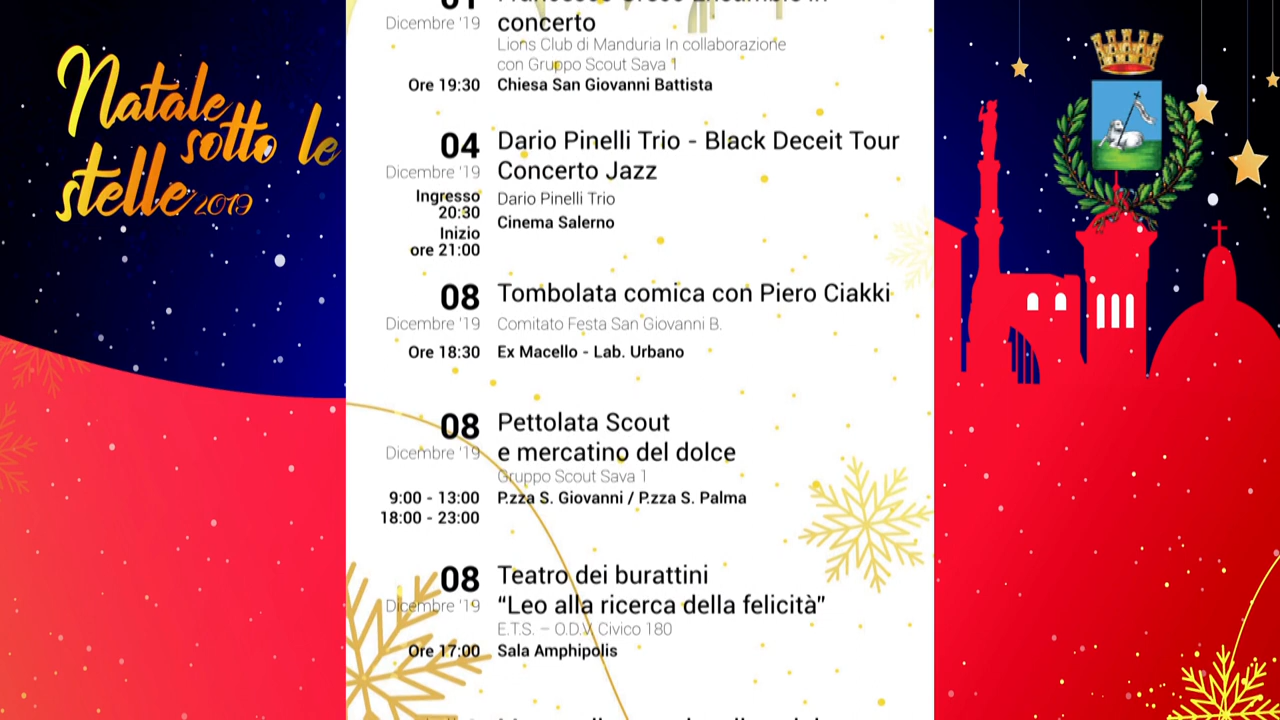 Natale
sotto le
stelle 2019
01
Dicembre '19
concerto
Lions Club di Manduria In collaborazione
con Gruppo Scout Sava 1
Ore 19:30
Chiesa San Giovanni Battista
04
Dicembre '19
Dario Pinelli Trio - Black Deceit Tour
Concerto Jazz
Ingresso
20:30
Inizio
ore 21:00
Dario Pinelli Trio
Cinema Salerno
08
Dicembre '19
Tombolata comica con Piero Ciakki
Comitato Festa San Giovanni B.
Ore 18:30
Ex Macello - Lab. Urbano
08
Dicembre '19
Pettolata Scout
e mercatino del dolce
Gruppo Scout Sava 1
9:00 - 13:00
18:00 - 23:00
P.zza S. Giovanni / P.zza S. Palma
08
Dicembre '19
Teatro dei burattini
“Leo alla ricerca della felicità”
E.T.S. – O.D.V. Civico 180
Ore 17:00
Sala Amphipolis